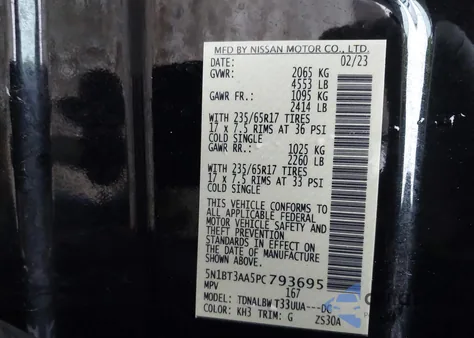 MFD BY NISSAN MOTOR CO., LTD.
DATE: 02/23
GVWR: 2065 KG
4553 LB
GAWR FR.: 1095 KG
2414 LB
WITH 235/65R17 TIRES
17 x 7.5 RIMS AT 36 PSI
COLD SINGLE
GAWR RR.: 1025 KG
2260 LB
WITH 235/65R17 TIRES
17 x 7.5 RIMS AT 33 PSI
COLD SINGLE
THIS VEHICLE CONFORMS TO
ALL APPLICABLE FEDERAL
MOTOR VEHICLE SAFETY AND
THEFT PREVENTION
STANDARDS IN EFFECT ON
THE DATE OF MANUFACTURE
SHOWN ABOVE.
5N1BT3AA5PC793695
MPV 167
MODEL: TDNALBW T33UUA---DC
COLOR: KH3 TRIM: G ZS30A